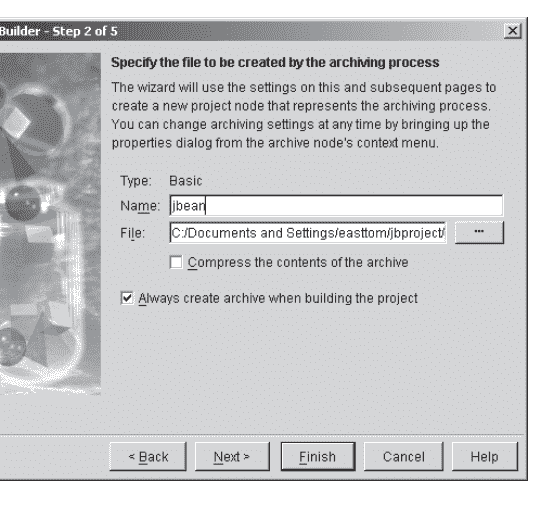 Builder - Step 2 of 5
Specify the file to be created by the archiving process
The wizard will use the settings on this and subsequent pages to
create a new project node that represents the archiving process.
You can change archiving settings at any time by bringing up the
properties dialog from the archive node's context menu.
Type: Basic
Name: jbean
File: C:/Documents and Settings/easttom/jbproject/ ...
Compress the contents of the archive
Always create archive when building the project
< Back Next > Finish Cancel Help